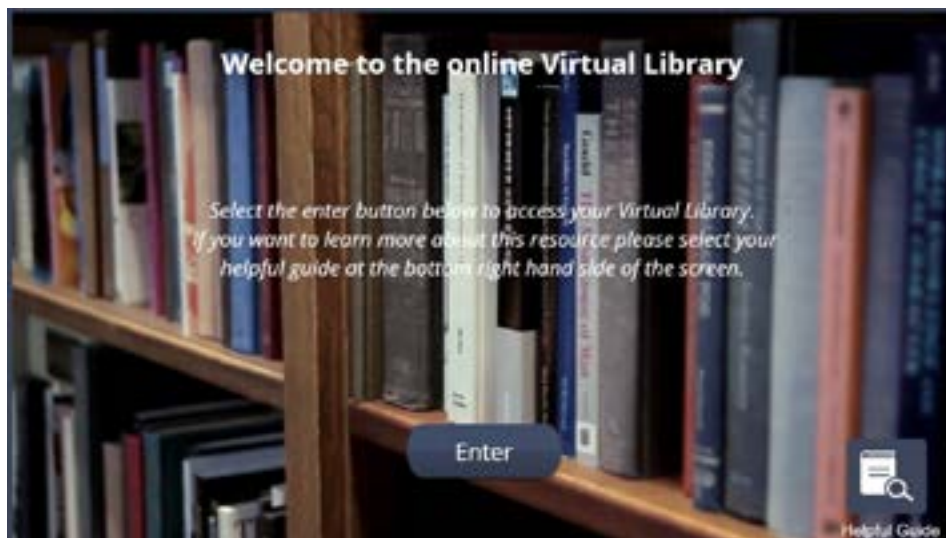 Welcome to the online Virtual Library
Select the enter button below to access your Virtual Library.
If you want to learn more about this resource please select your
helpful guide at the bottom right hand side of the screen.
Gould
Enter
Helpful Guide